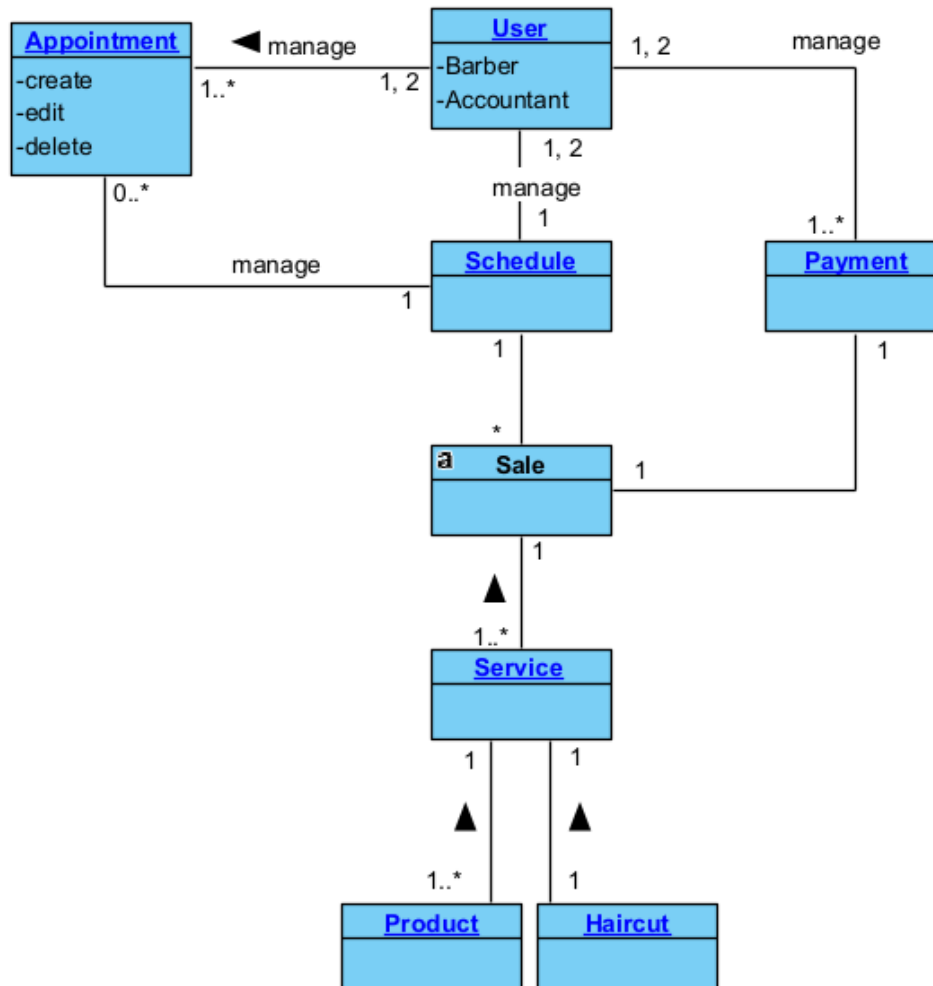 Appointment
-create
-edit
-delete
manage
1..*
1, 2
User
-Barber
-Accountant
1, 2
manage
1, 2
manage
1
0..*
manage
1
Schedule
1..*
Payment
1
1
*
a
Sale
1
1
1..*
Service
1
1
1..*
1
Product
Haircut